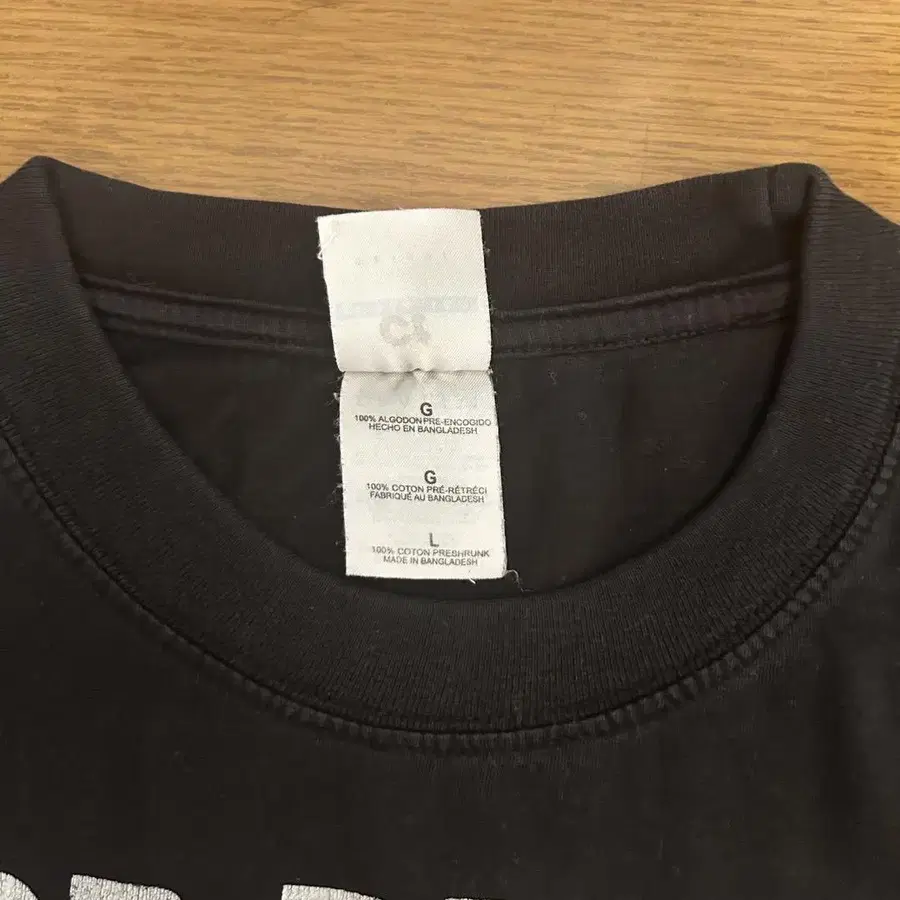 G
100% ALGODON PRE-ENCOGIDO
HECHO EN BANGLADESH
G
100% COTON PRÉ-RÉTRÉCI
FABRIQUÉ AU BANGLADESH
L
100% COTTON PRESHRUNK
MADE IN BANGLADESH